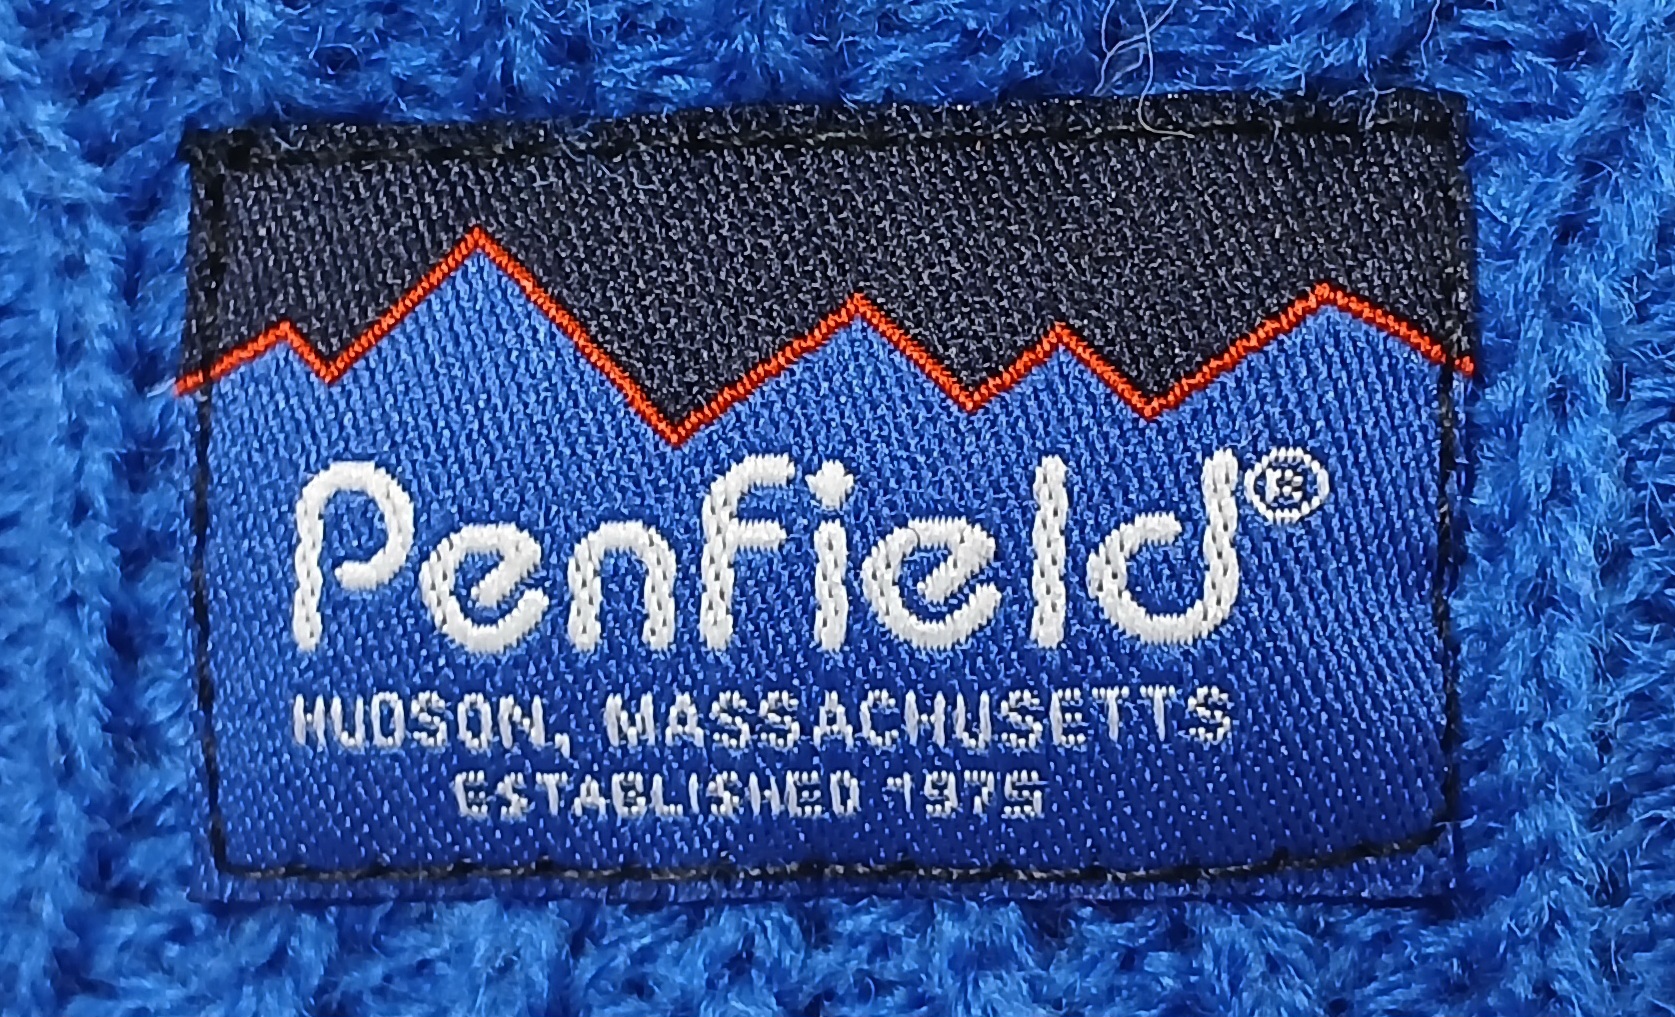 Penfield®
HUDSON, MASSACHUSETTS
ESTABLISHED 1975